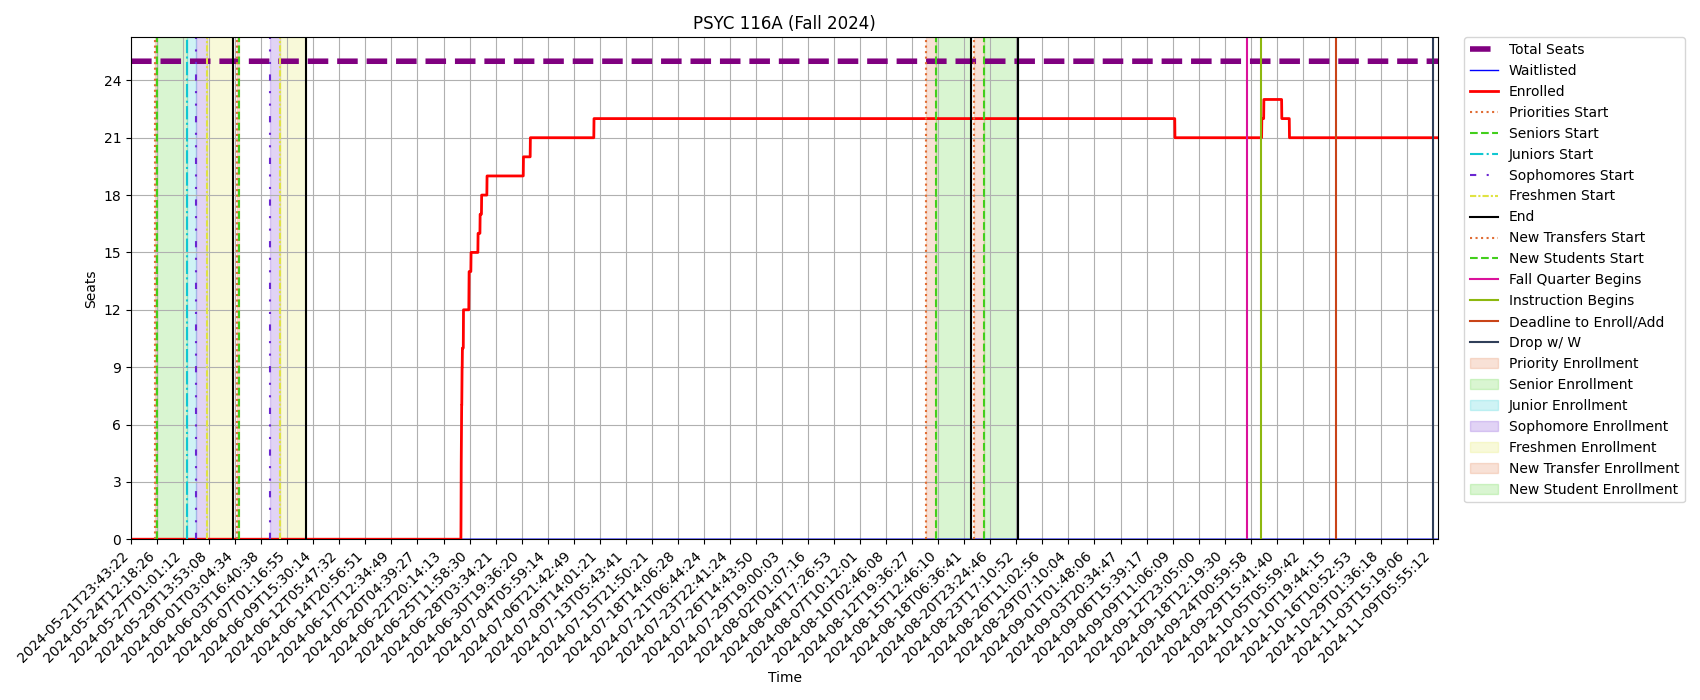 PSYC 116A (Fall 2024)
Seats
24
21
18
15
12
9
6
3
0
2024-05-21T23:43:22
2024-05-24T12:18:26
2024-05-27T01:01:12
2024-05-29T13:53:08
2024-06-01T03:04:34
2024-06-03T16:40:38
2024-06-07T01:16:55
2024-06-09T15:30:14
2024-06-12T05:47:32
2024-06-14T20:56:51
2024-06-17T12:34:49
2024-06-20T04:39:27
2024-06-22T20:14:13
2024-06-25T11:58:30
2024-06-28T03:34:21
2024-06-30T19:36:20
2024-07-04T05:59:14
2024-07-06T21:42:49
2024-07-09T14:01:21
2024-07-13T05:43:41
2024-07-15T21:50:21
2024-07-18T14:06:28
2024-07-21T06:44:24
2024-07-23T22:41:24
2024-07-26T14:43:50
2024-07-29T19:00:03
2024-08-02T01:07:16
2024-08-04T17:26:53
2024-08-07T10:12:01
2024-08-10T02:46:08
2024-08-12T19:36:27
2024-08-15T12:46:10
2024-08-18T06:36:41
2024-08-20T23:24:46
2024-08-23T17:10:52
2024-08-26T11:02:56
2024-08-29T07:10:04
2024-09-01T01:48:06
2024-09-03T20:34:47
2024-09-06T15:39:17
2024-09-09T11:06:09
2024-09-12T23:05:00
2024-09-18T12:19:30
2024-09-24T00:59:58
2024-09-29T15:41:40
2024-10-05T05:59:42
2024-10-10T19:44:15
2024-10-16T10:52:53
2024-10-29T01:36:18
2024-11-03T15:19:06
2024-11-09T05:55:12
Time
Total Seats
Waitlisted
Enrolled
Priorities Start
Seniors Start
Juniors Start
Sophomores Start
Freshmen Start
End
New Transfers Start
New Students Start
Fall Quarter Begins
Instruction Begins
Deadline to Enroll/Add
Drop w/ W
Priority Enrollment
Senior Enrollment
Junior Enrollment
Sophomore Enrollment
Freshmen Enrollment
New Transfer Enrollment
New Student Enrollment